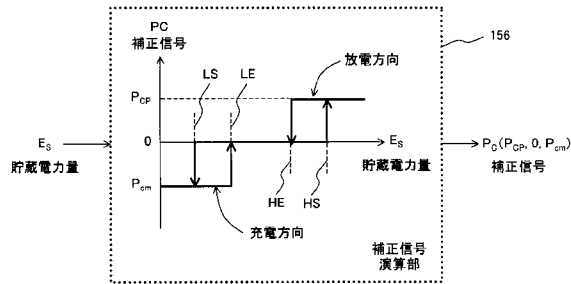 PC
補正信号
156
放電方向
LS
LE
P_CP
E_S
貯蔵電力量
0
E_S
貯蔵電力量
P_C(P_CP, 0, P_cm)
補正信号
P_cm
HE
HS
充電方向
補正信号
演算部